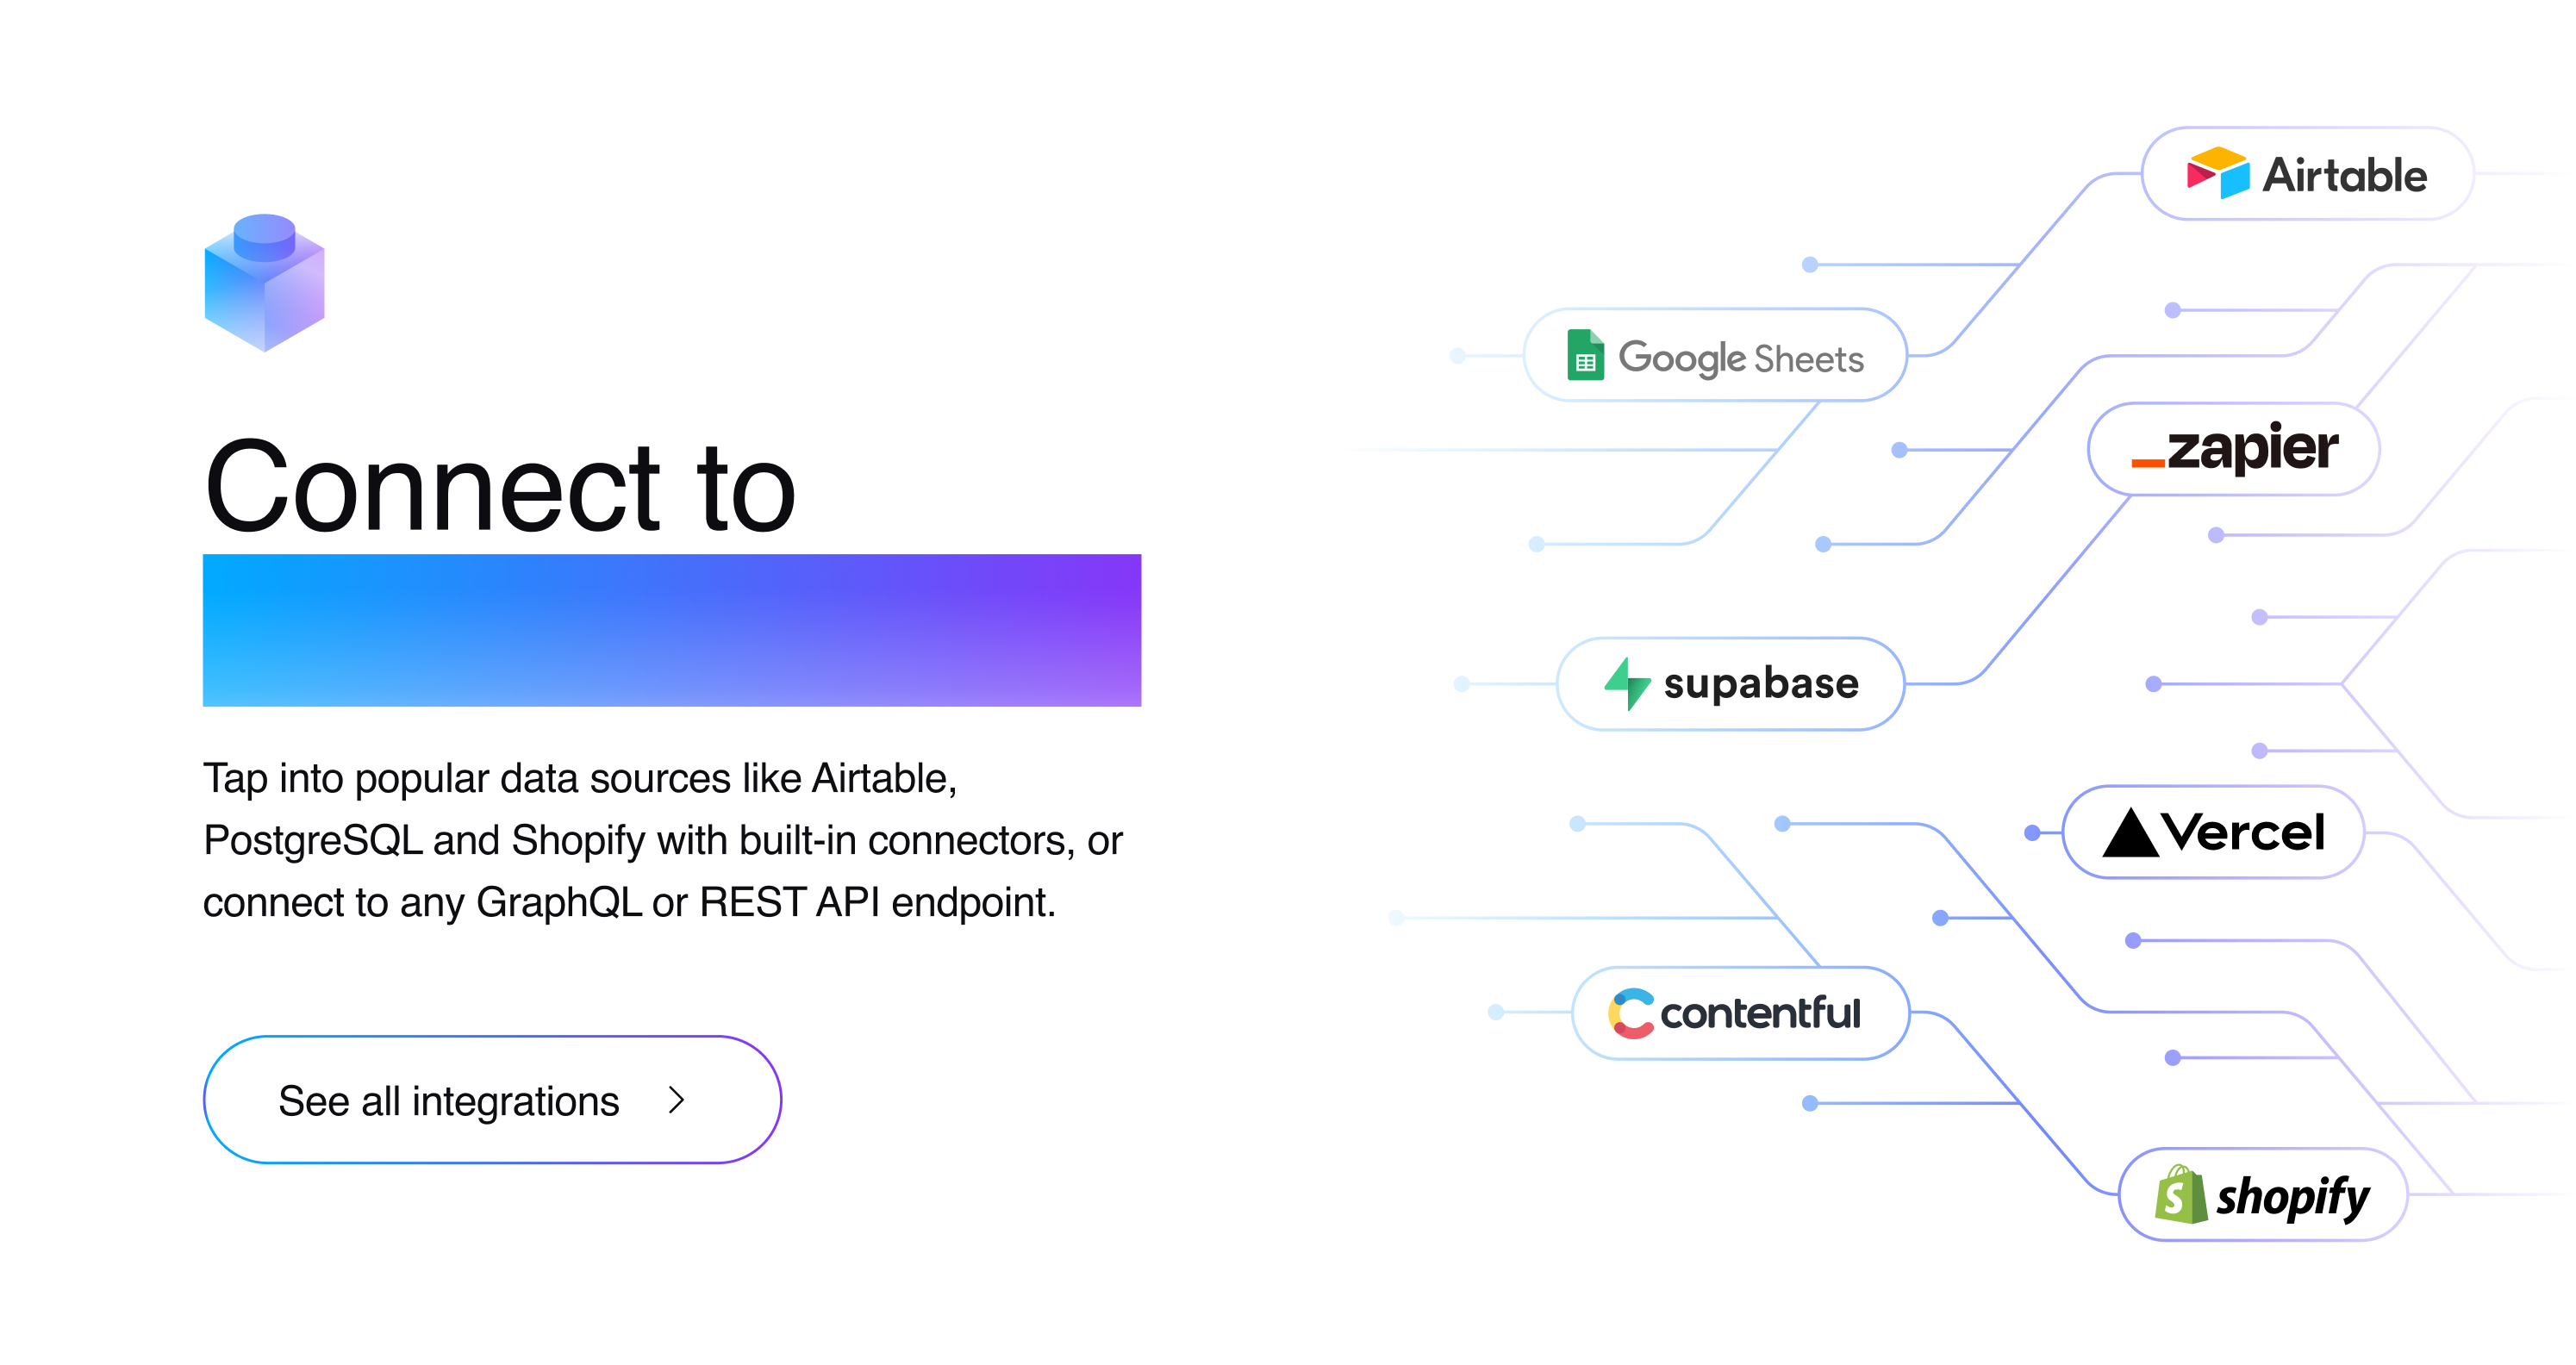 Connect to
Tap into popular data sources like Airtable,
PostgreSQL and Shopify with built-in connectors, or
connect to any GraphQL or REST API endpoint.
See all integrations
Airtable
Google Sheets
zapier
supabase
Vercel
contentful
shopify